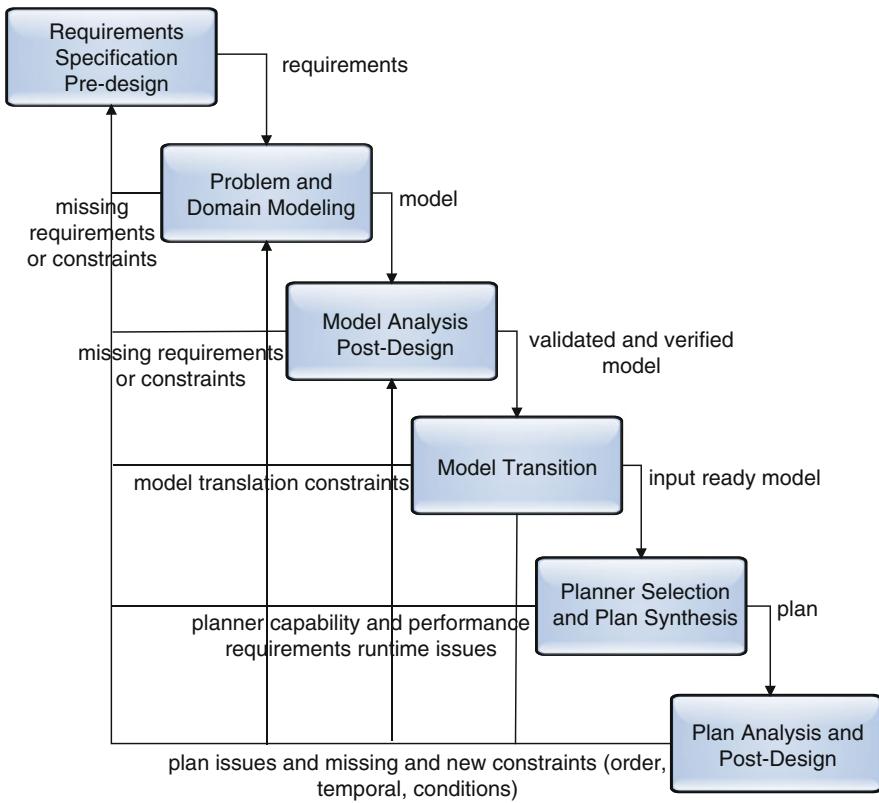 Requirements
Specification
Pre-design
requirements
Problem and
Domain Modeling
model
missing
requirements
or constraints
Model Analysis
Post-Design
validated and verified
model
missing requirements
or constraints
Model Transition
input ready model
model translation constraints
Planner Selection
and Plan Synthesis
plan
planner capability and performance
requirements runtime issues
Plan Analysis and
Post-Design
plan issues and missing and new constraints (order,
temporal, conditions)